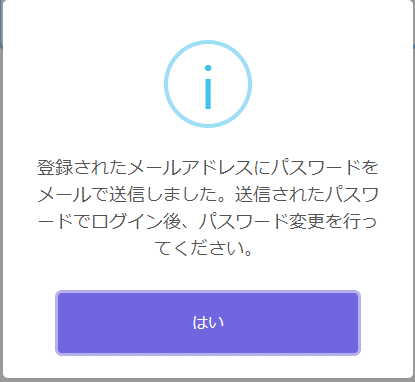 登録されたメールアドレスにパスワードを
メールで送信しました。送信されたパスワ
ードでログイン後、パスワード変更を行っ
てください。
はい